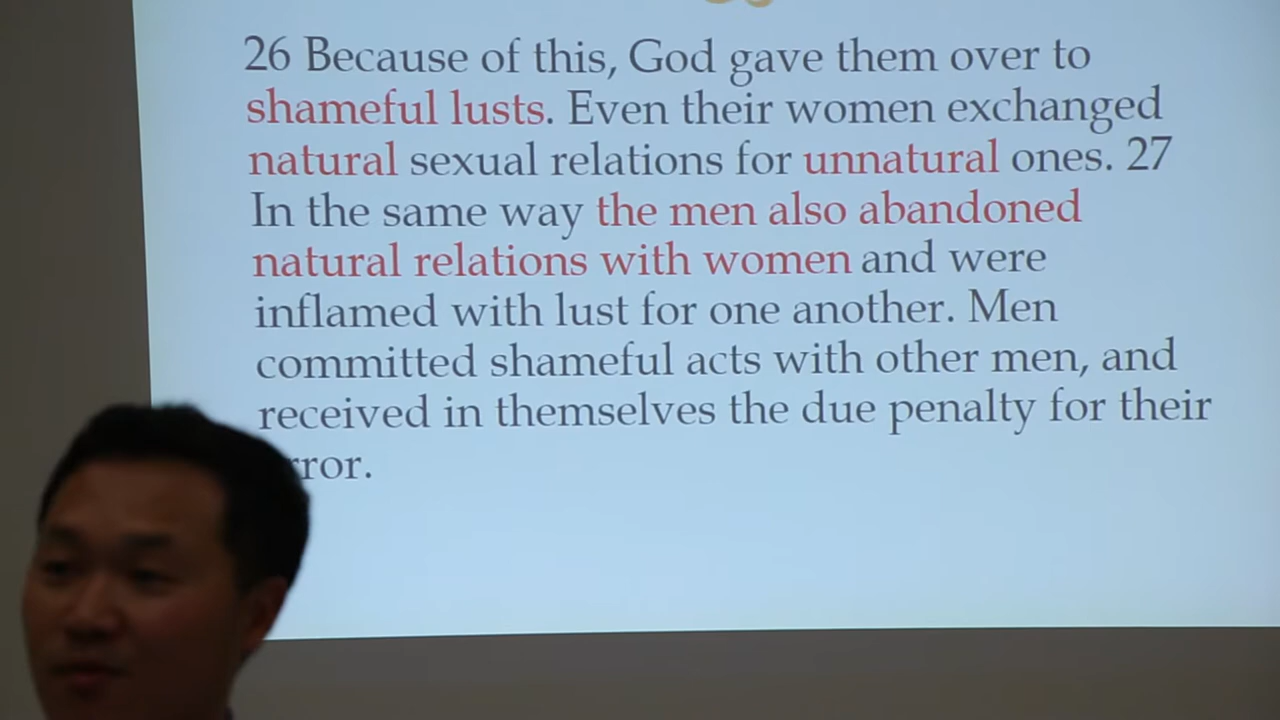 26 Because of this, God gave them over to
shameful lusts. Even their women exchanged
natural sexual relations for unnatural ones. 27
In the same way the men also abandoned
natural relations with women and were
inflamed with lust for one another. Men
committed shameful acts with other men, and
received in themselves the due penalty for their
rror.